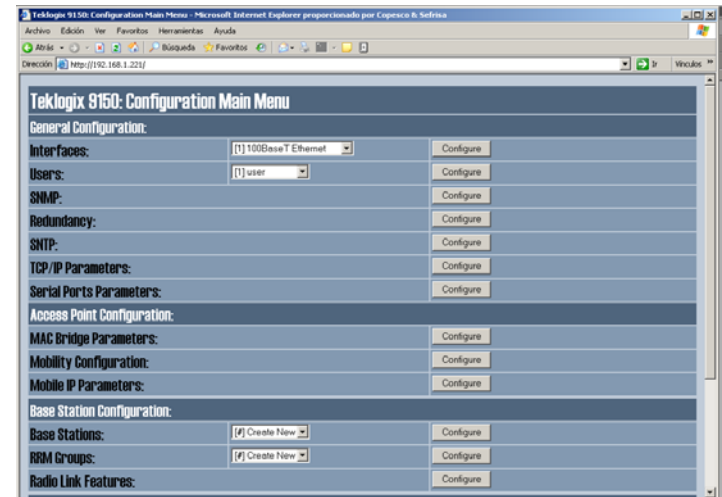 Teklogix 9150: Configuration Main Menu - Microsoft Internet Explorer proporcionado por Copesco & Sefrisa
Archivo Edición Ver Favoritos Herramientas Ayuda
Atrás Búsqueda Favoritos
Dirección http://192.168.1.221/ Ir Vínculos »
Teklogix 9150: Configuration Main Menu
General Configuration:
Interfaces: [1] 100BaseT Ethernet Configure
Users: [1] user Configure
SNMP: Configure
Redundancy: Configure
SNTP: Configure
TCP/IP Parameters: Configure
Serial Ports Parameters: Configure
Access Point Configuration:
MAC Bridge Parameters: Configure
Mobility Configuration: Configure
Mobile IP Parameters: Configure
Base Station Configuration:
Base Stations: [#] Create New Configure
RRM Groups: [#] Create New Configure
Radio Link Features: Configure